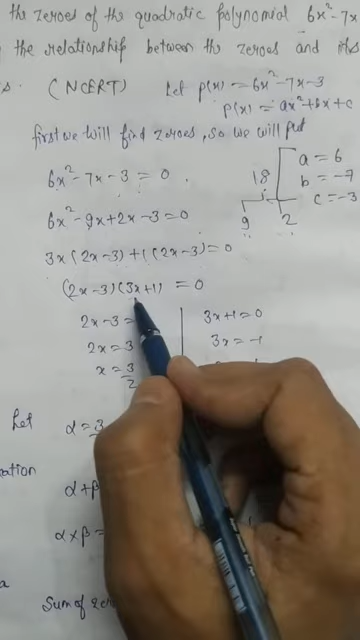 the zeroes of the quadratic polynomial 6x²-7x
the relationship between the zeroes and its
(NCERT) Let p(x) = 6x²-7x-3
p(x) = ax²+bx+c
first we will find zeroes, so we will put
6x²-7x-3=0
18
9 2
a = 6
b = -7
c = -3
6x²-9x+2x-3=0
3x(2x-3)+1(2x-3)=0
(2x-3)(3x+1) = 0
2x-3=
2x=3
x=3/2
3x+1=0
3x=-1
Let α=3
α+β
α×β=
Sum of